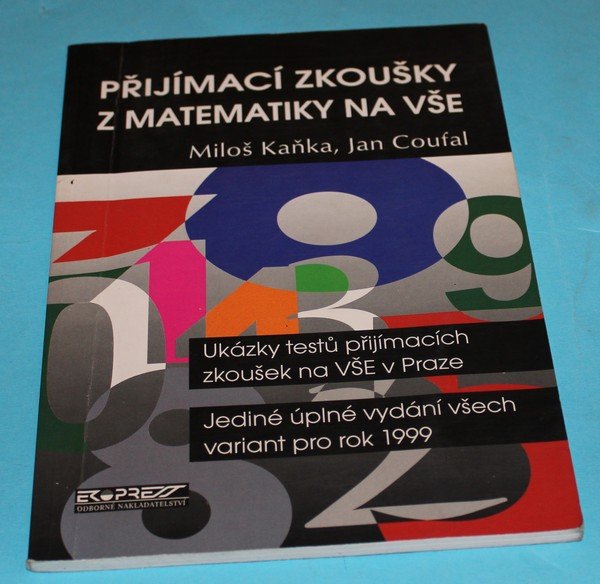 PŘIJÍMACÍ ZKOUŠKY
Z MATEMATIKY NA VŠE
Miloš Kaňka, Jan Coufal
Ukázky testů přijímacích
zkoušek na VŠE v Praze
Jediné úplné vydání všech
variant pro rok 1999
EKOPRESS
ODBORNÉ NAKLADATELSTVÍ